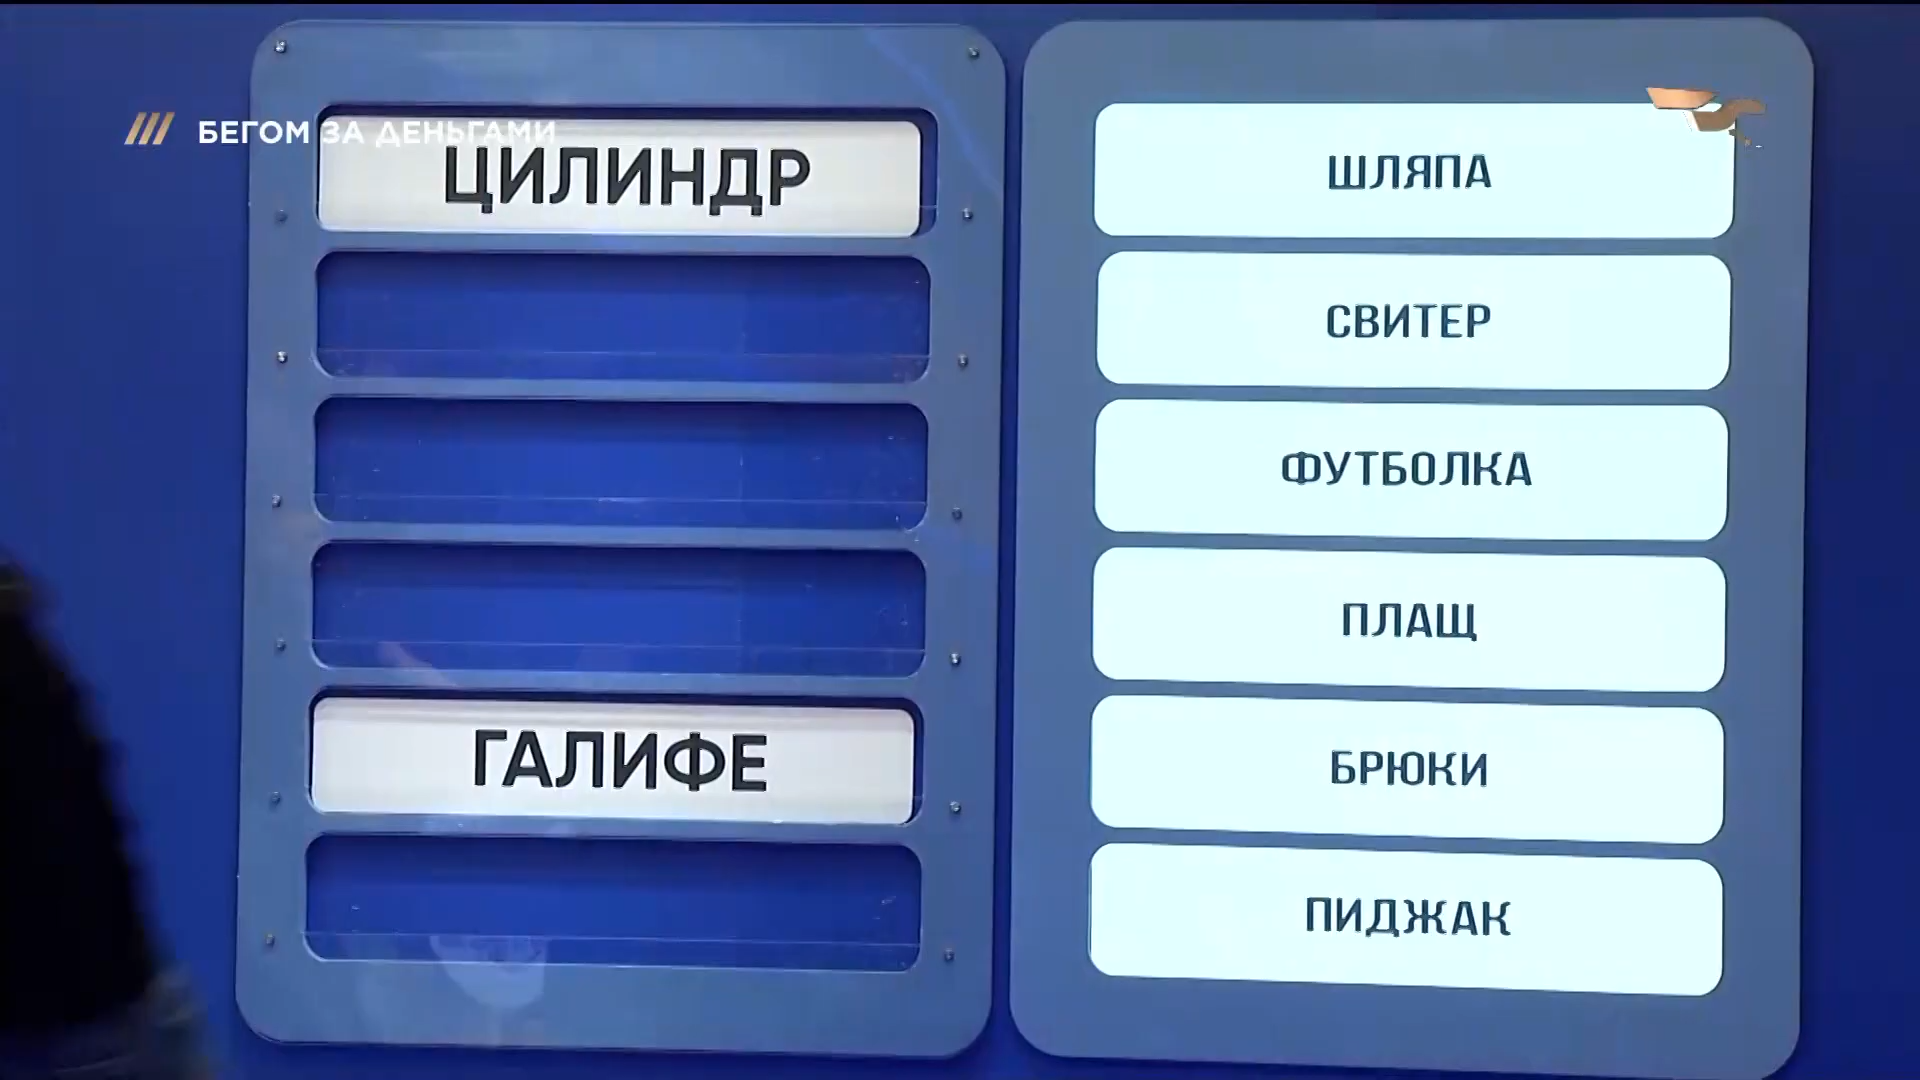 БЕГОМ ЗА ДЕНЬГАМИ
ЦИЛИНДР
ГАЛИФЕ
ШЛЯПА
СВИТЕР
ФУТБОЛКА
ПЛАЩ
БРЮКИ
ПИДЖАК